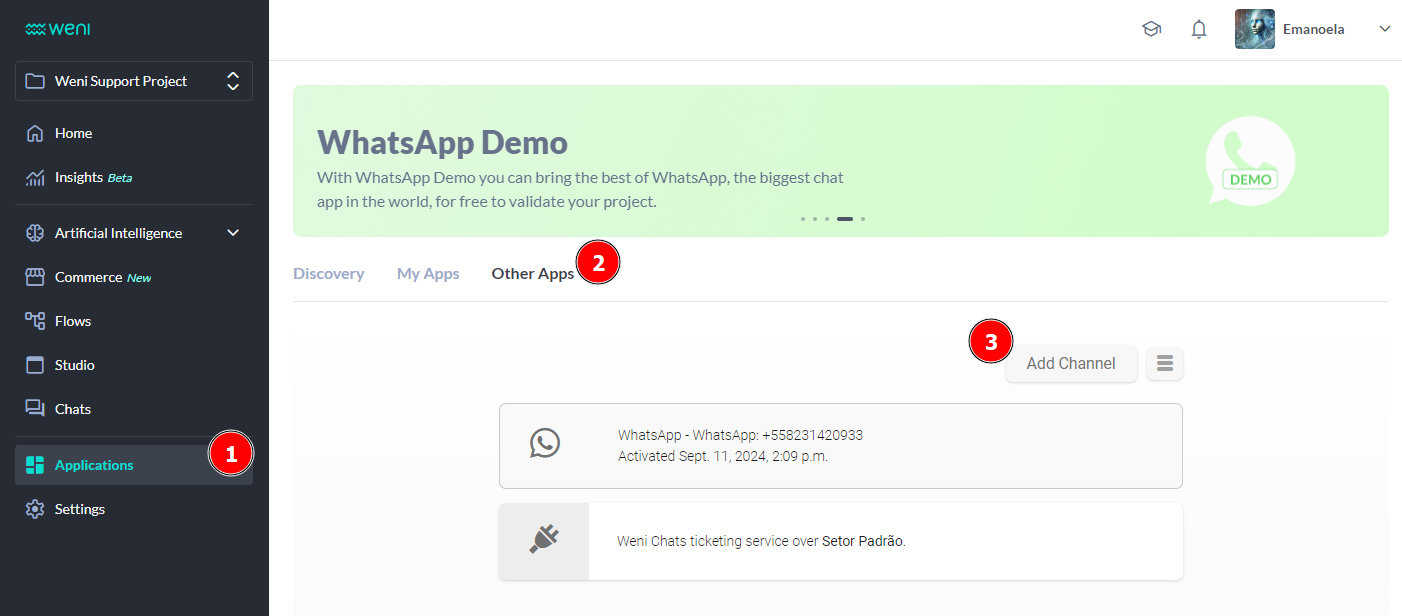 weni
Emanoela
Weni Support Project
Home
Insights Beta
Artificial Intelligence
Commerce New
Flows
Studio
Chats
Applications
1
Settings
WhatsApp Demo
With WhatsApp Demo you can bring the best of WhatsApp, the biggest chat
app in the world, for free to validate your project.
DEMO
Discovery
My Apps
Other Apps
2
3
Add Channel
WhatsApp - WhatsApp: +558231420933
Activated Sept. 11, 2024, 2:09 p.m.
Weni Chats ticketing service over Setor Padrão.